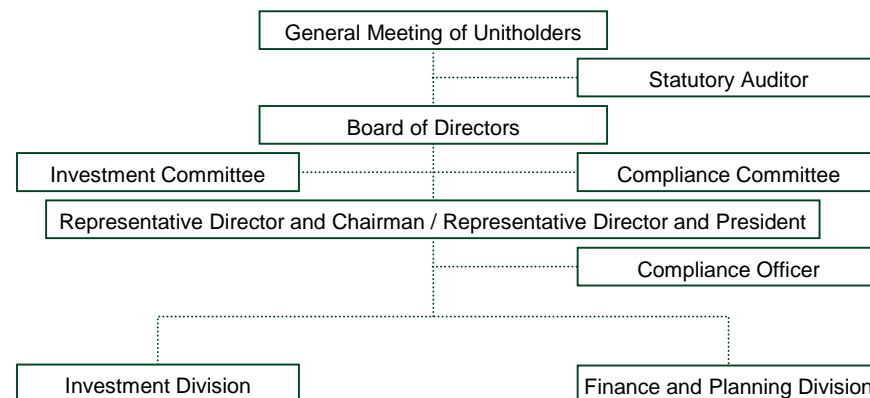 General Meeting of Unitholders
Statutory Auditor
Board of Directors
Investment Committee
Compliance Committee
Representative Director and Chairman / Representative Director and President
Compliance Officer
Investment Division
Finance and Planning Division